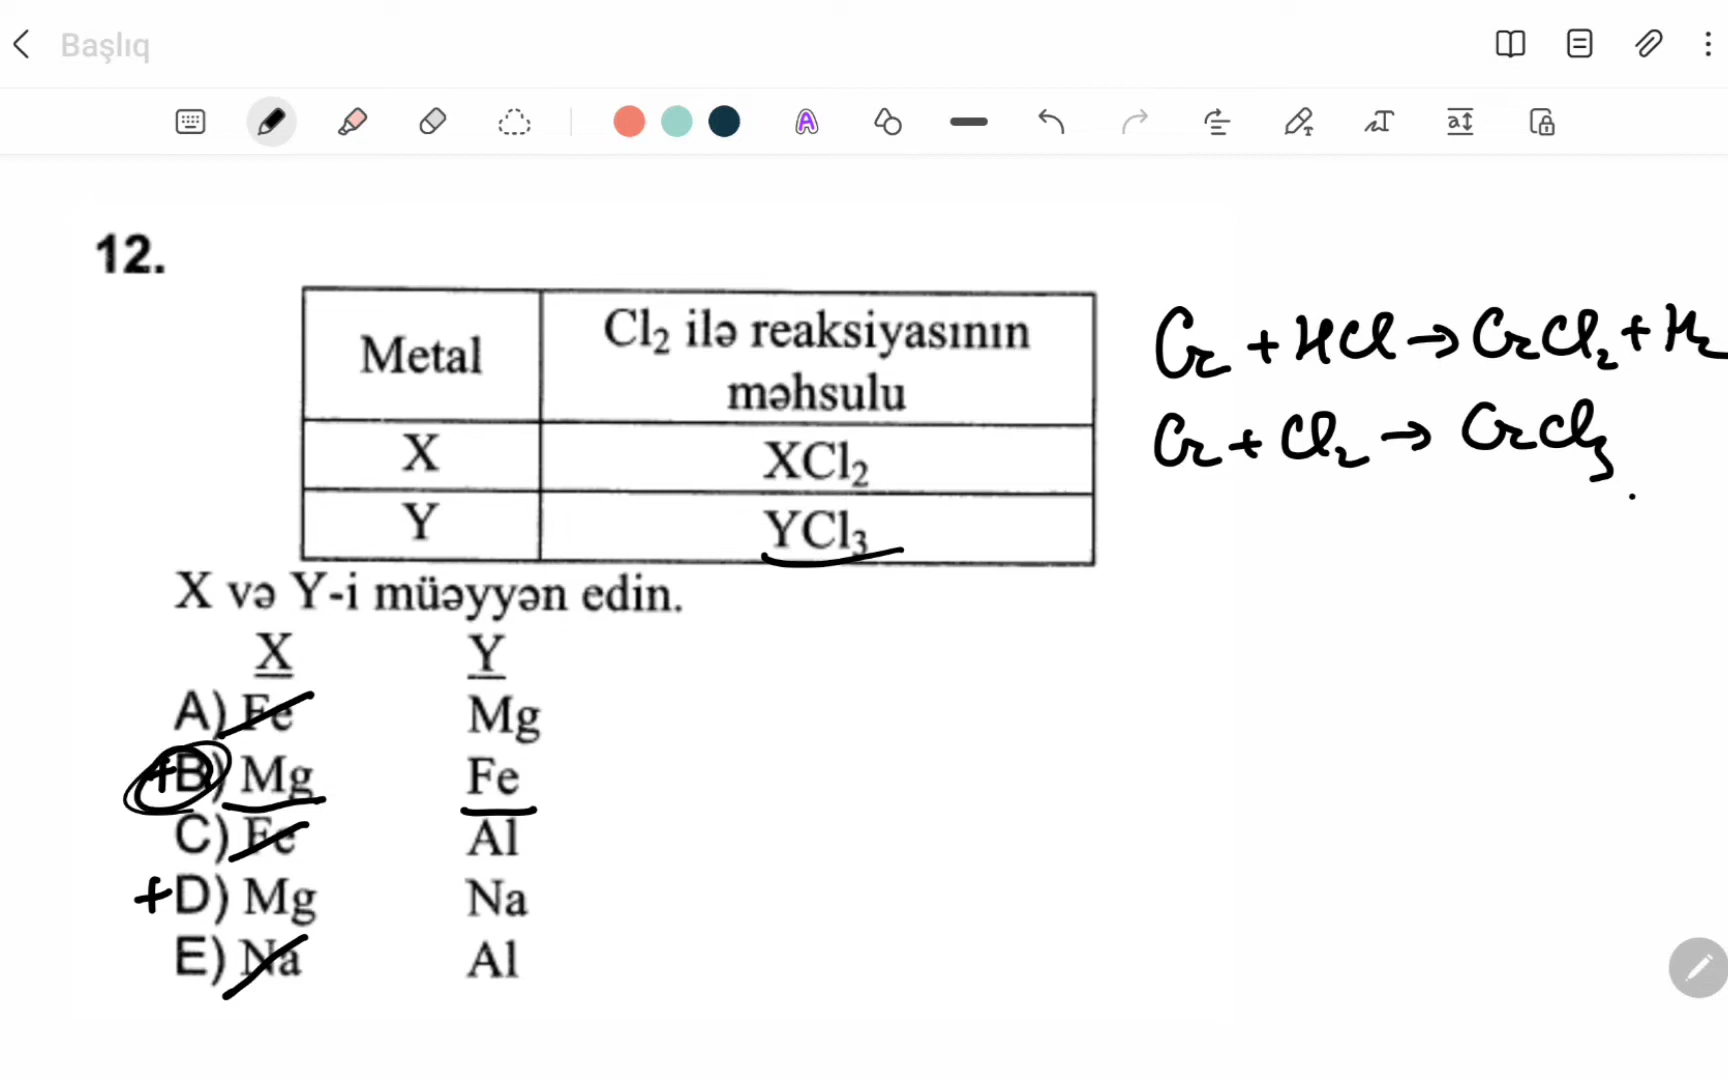 Başlıq
12.
Metal Cl₂ ilə reaksiyasının məhsulu
X XCl₂
Y YCl₃
X və Y-i müəyyən edin.
X Y
A) Fe Mg
+B) Mg Fe
C) Fe Al
+D) Mg Na
E) Na Al
Cr + HCl → CrCl₂ + H₂
Cr + Cl₂ → CrCl₃